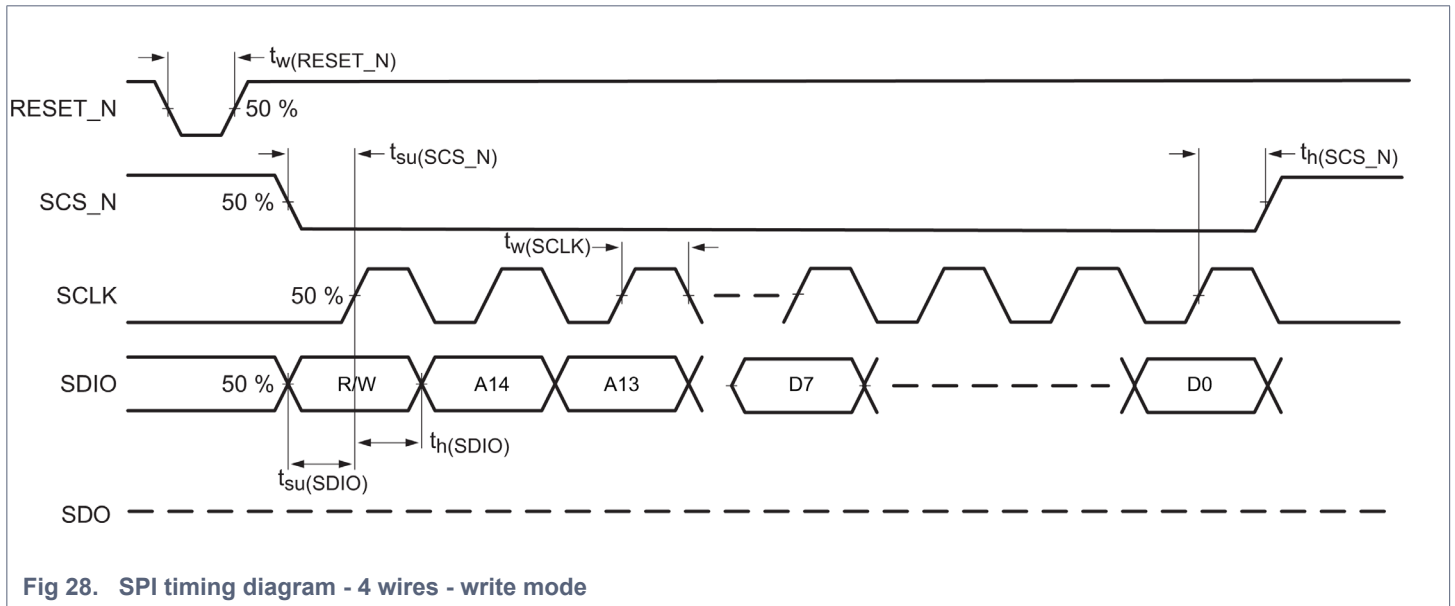 tw(RESET_N)
RESET_N
50 %
tsu(SCS_N)
th(SCS_N)
SCS_N
50 %
tw(SCLK)
SCLK
50 %
SDIO
50 %
R/W
A14
A13
D7
D0
th(SDIO)
tsu(SDIO)
SDO
Fig 28. SPI timing diagram - 4 wires - write mode